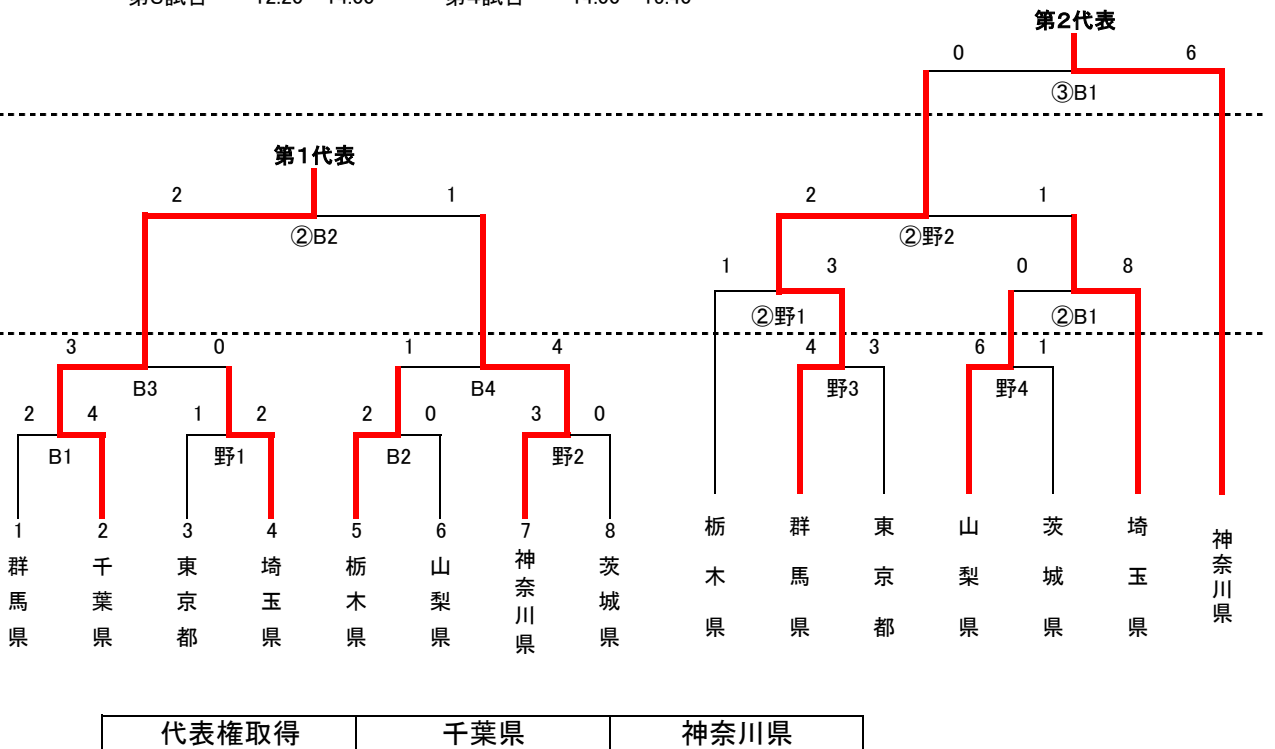 第2代表
0 6
③B1
第1代表
2 1
②B2
2 1
②野2
1 3 0 8
②野1 ②B1
3 0 1 4
B3 B4
4 3 6 1
野3 野4
2 4 1 2 2 0 3 0
B1 野1 B2 野2
1 2 3 4 5 6 7 8
群馬県 千葉県 東京都 埼玉県 栃木県 山梨県 神奈川県 茨城県
栃木県 群馬県 東京都 山梨県 茨城県 埼玉県 神奈川県
代表権取得 千葉県 神奈川県